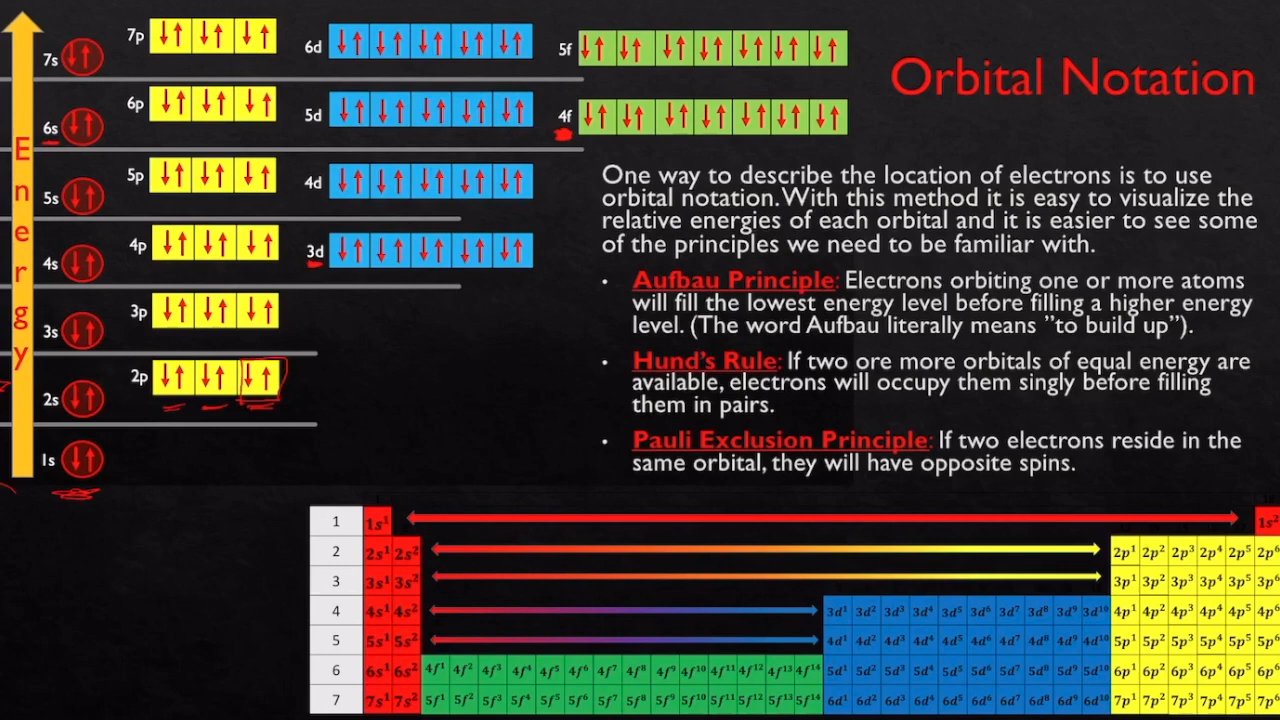 Orbital Notation
7s 7p 6d 5f
6s 6p 5d 4f
5s 5p 4d
4s 4p 3d
3s 3p
2s 2p
1s
Energy
One way to describe the location of electrons is to use
orbital notation. With this method it is easy to visualize the
relative energies of each orbital and it is easier to see some
of the principles we need to be familiar with.
• Aufbau Principle: Electrons orbiting one or more atoms
will fill the lowest energy level before filling a higher energy
level. (The word Aufbau literally means ”to build up”).
• Hund’s Rule: If two ore more orbitals of equal energy are
available, electrons will occupy them singly before filling
them in pairs.
• Pauli Exclusion Principle: If two electrons reside in the
same orbital, they will have opposite spins.
1 1s¹ 1s²
2 2s¹ 2s² 2p¹ 2p² 2p³ 2p⁴ 2p⁵ 2p⁶
3 3s¹ 3s² 3p¹ 3p² 3p³ 3p⁴ 3p⁵ 3p⁶
4 4s¹ 4s² 3d¹ 3d² 3d³ 3d⁴ 3d⁵ 3d⁶ 3d⁷ 3d⁸ 3d⁹ 3d¹⁰ 4p¹ 4p² 4p³ 4p⁴ 4p⁵ 4p⁶
5 5s¹ 5s² 4d¹ 4d² 4d³ 4d⁴ 4d⁵ 4d⁶ 4d⁷ 4d⁸ 4d⁹ 4d¹⁰ 5p¹ 5p² 5p³ 5p⁴ 5p⁵ 5p⁶
6 6s¹ 6s² 4f¹ 4f² 4f³ 4f⁴ 4f⁵ 4f⁶ 4f⁷ 4f⁸ 4f⁹ 4f¹⁰ 4f¹¹ 4f¹² 4f¹³ 4f¹⁴ 5d¹ 5d² 5d³ 5d⁴ 5d⁵ 5d⁶ 5d⁷ 5d⁸ 5d⁹ 5d¹⁰ 6p¹ 6p² 6p³ 6p⁴ 6p⁵ 6p⁶
7 7s¹ 7s² 5f¹ 5f² 5f³ 5f⁴ 5f⁵ 5f⁶ 5f⁷ 5f⁸ 5f⁹ 5f¹⁰ 5f¹¹ 5f¹² 5f¹³ 5f¹⁴ 6d¹ 6d² 6d³ 6d⁴ 6d⁵ 6d⁶ 6d⁷ 6d⁸ 6d⁹ 6d¹⁰ 7p¹ 7p² 7p³ 7p⁴ 7p⁵ 7p⁶